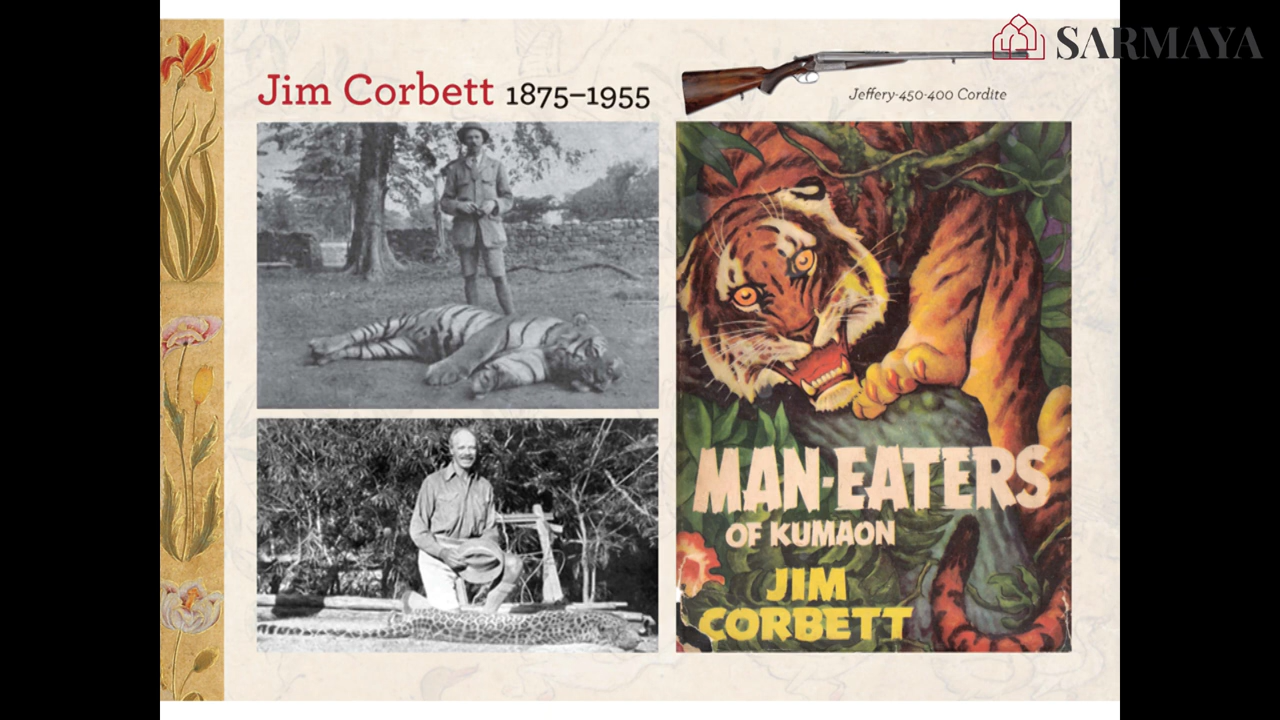 SARMAYA
Jim Corbett 1875–1955
Jeffery-450-400 Cordite
MAN-EATERS
OF KUMAON
JIM
CORBETT